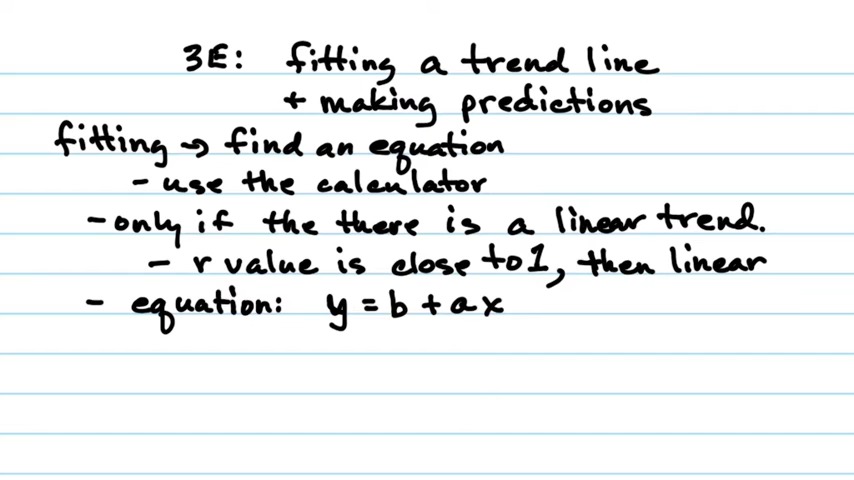 3E: fitting a trend line
+ making predictions
fitting → find an equation
- use the calculator
- only if the there is a linear trend.
- r value is close to 1, then linear
- equation: y = b + ax